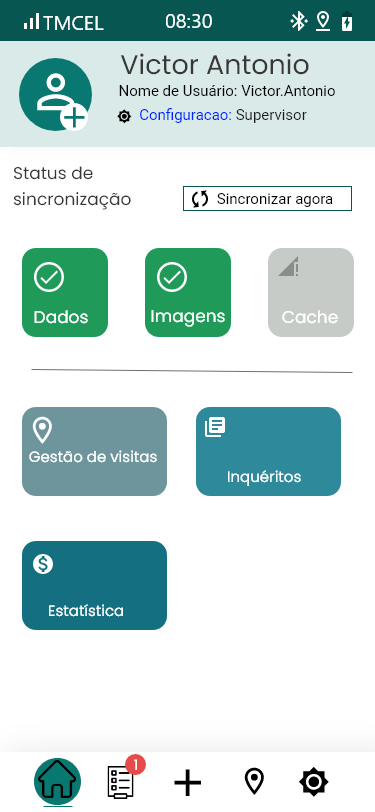 TMCEL 08:30
Victor Antonio
Nome de Usuário: Victor.Antonio
Configuracao: Supervisor
Status de
sincronização
Sincronizar agora
Dados
Imagens
Cache
Gestão de visitas
Inquéritos
Estatística
1